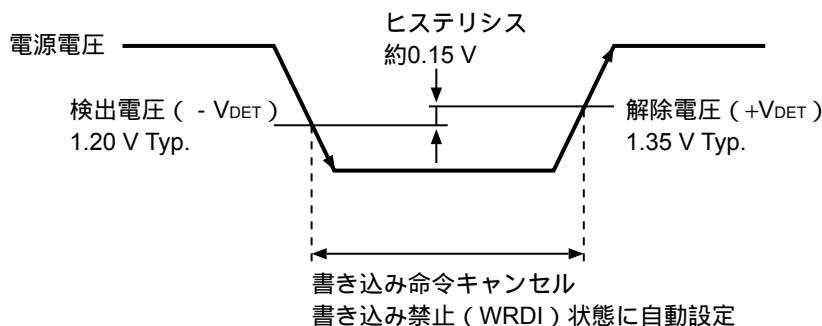 ヒステリシス
約0.15 V
電源電圧
検出電圧 ( - VDET )
1.20 V Typ.
解除電圧 ( +VDET )
1.35 V Typ.
書き込み命令キャンセル
書き込み禁止 ( WRDI ) 状態に自動設定